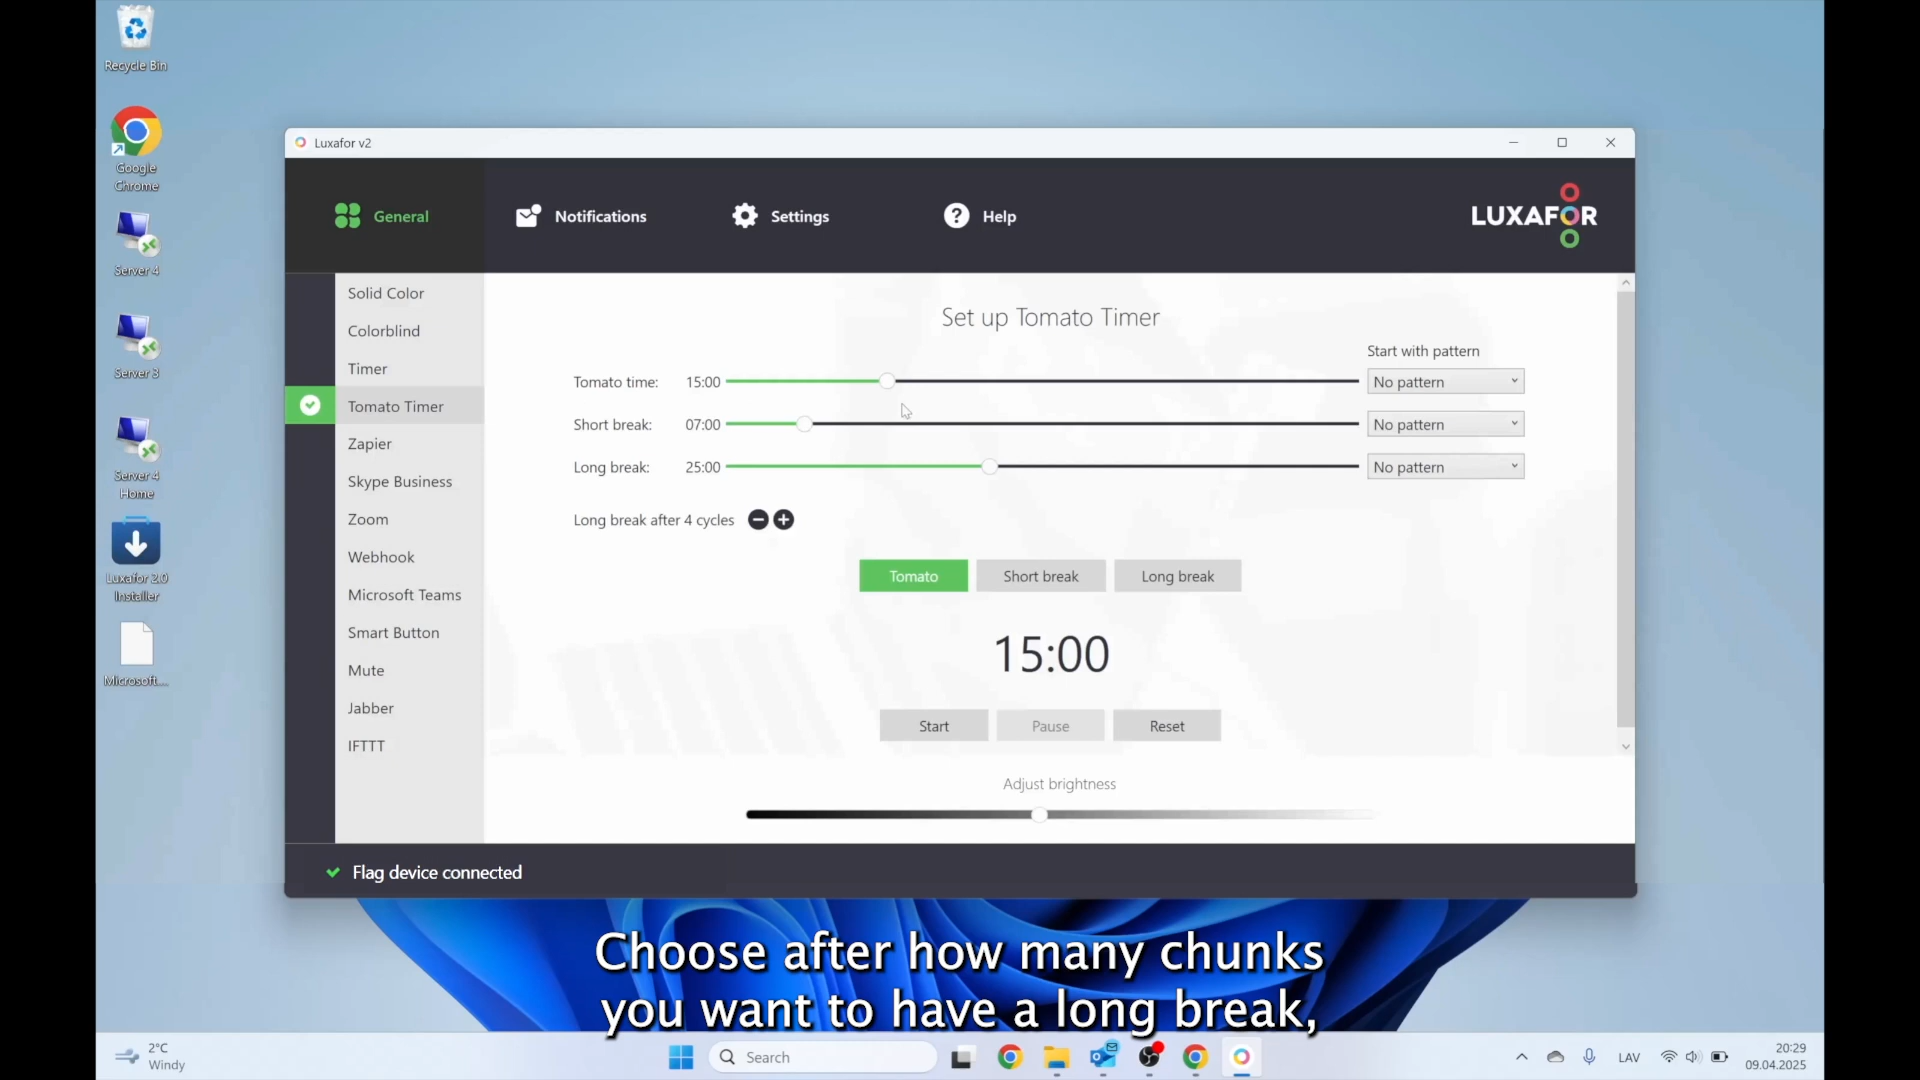 Recycle Bin
Google
Chrome
Server 4
Server 3
Server 4
Home
Luxafor 2.0
Installer
Microsoft...
Luxafor v2
General
Notifications
Settings
Help
LUXAFOR
Solid Color
Colorblind
Timer
Tomato Timer
Zapier
Skype Business
Zoom
Webhook
Microsoft Teams
Smart Button
Mute
Jabber
IFTTT
Set up Tomato Timer
Start with pattern
Tomato time: 15:00 No pattern
Short break: 07:00 No pattern
Long break: 25:00 No pattern
Long break after 4 cycles
Tomato Short break Long break
15:00
Start Pause Reset
Adjust brightness
Flag device connected
Choose after how many chunks
you want to have a long break,
2°C
Windy
Search
LAV
20:29
09.04.2025